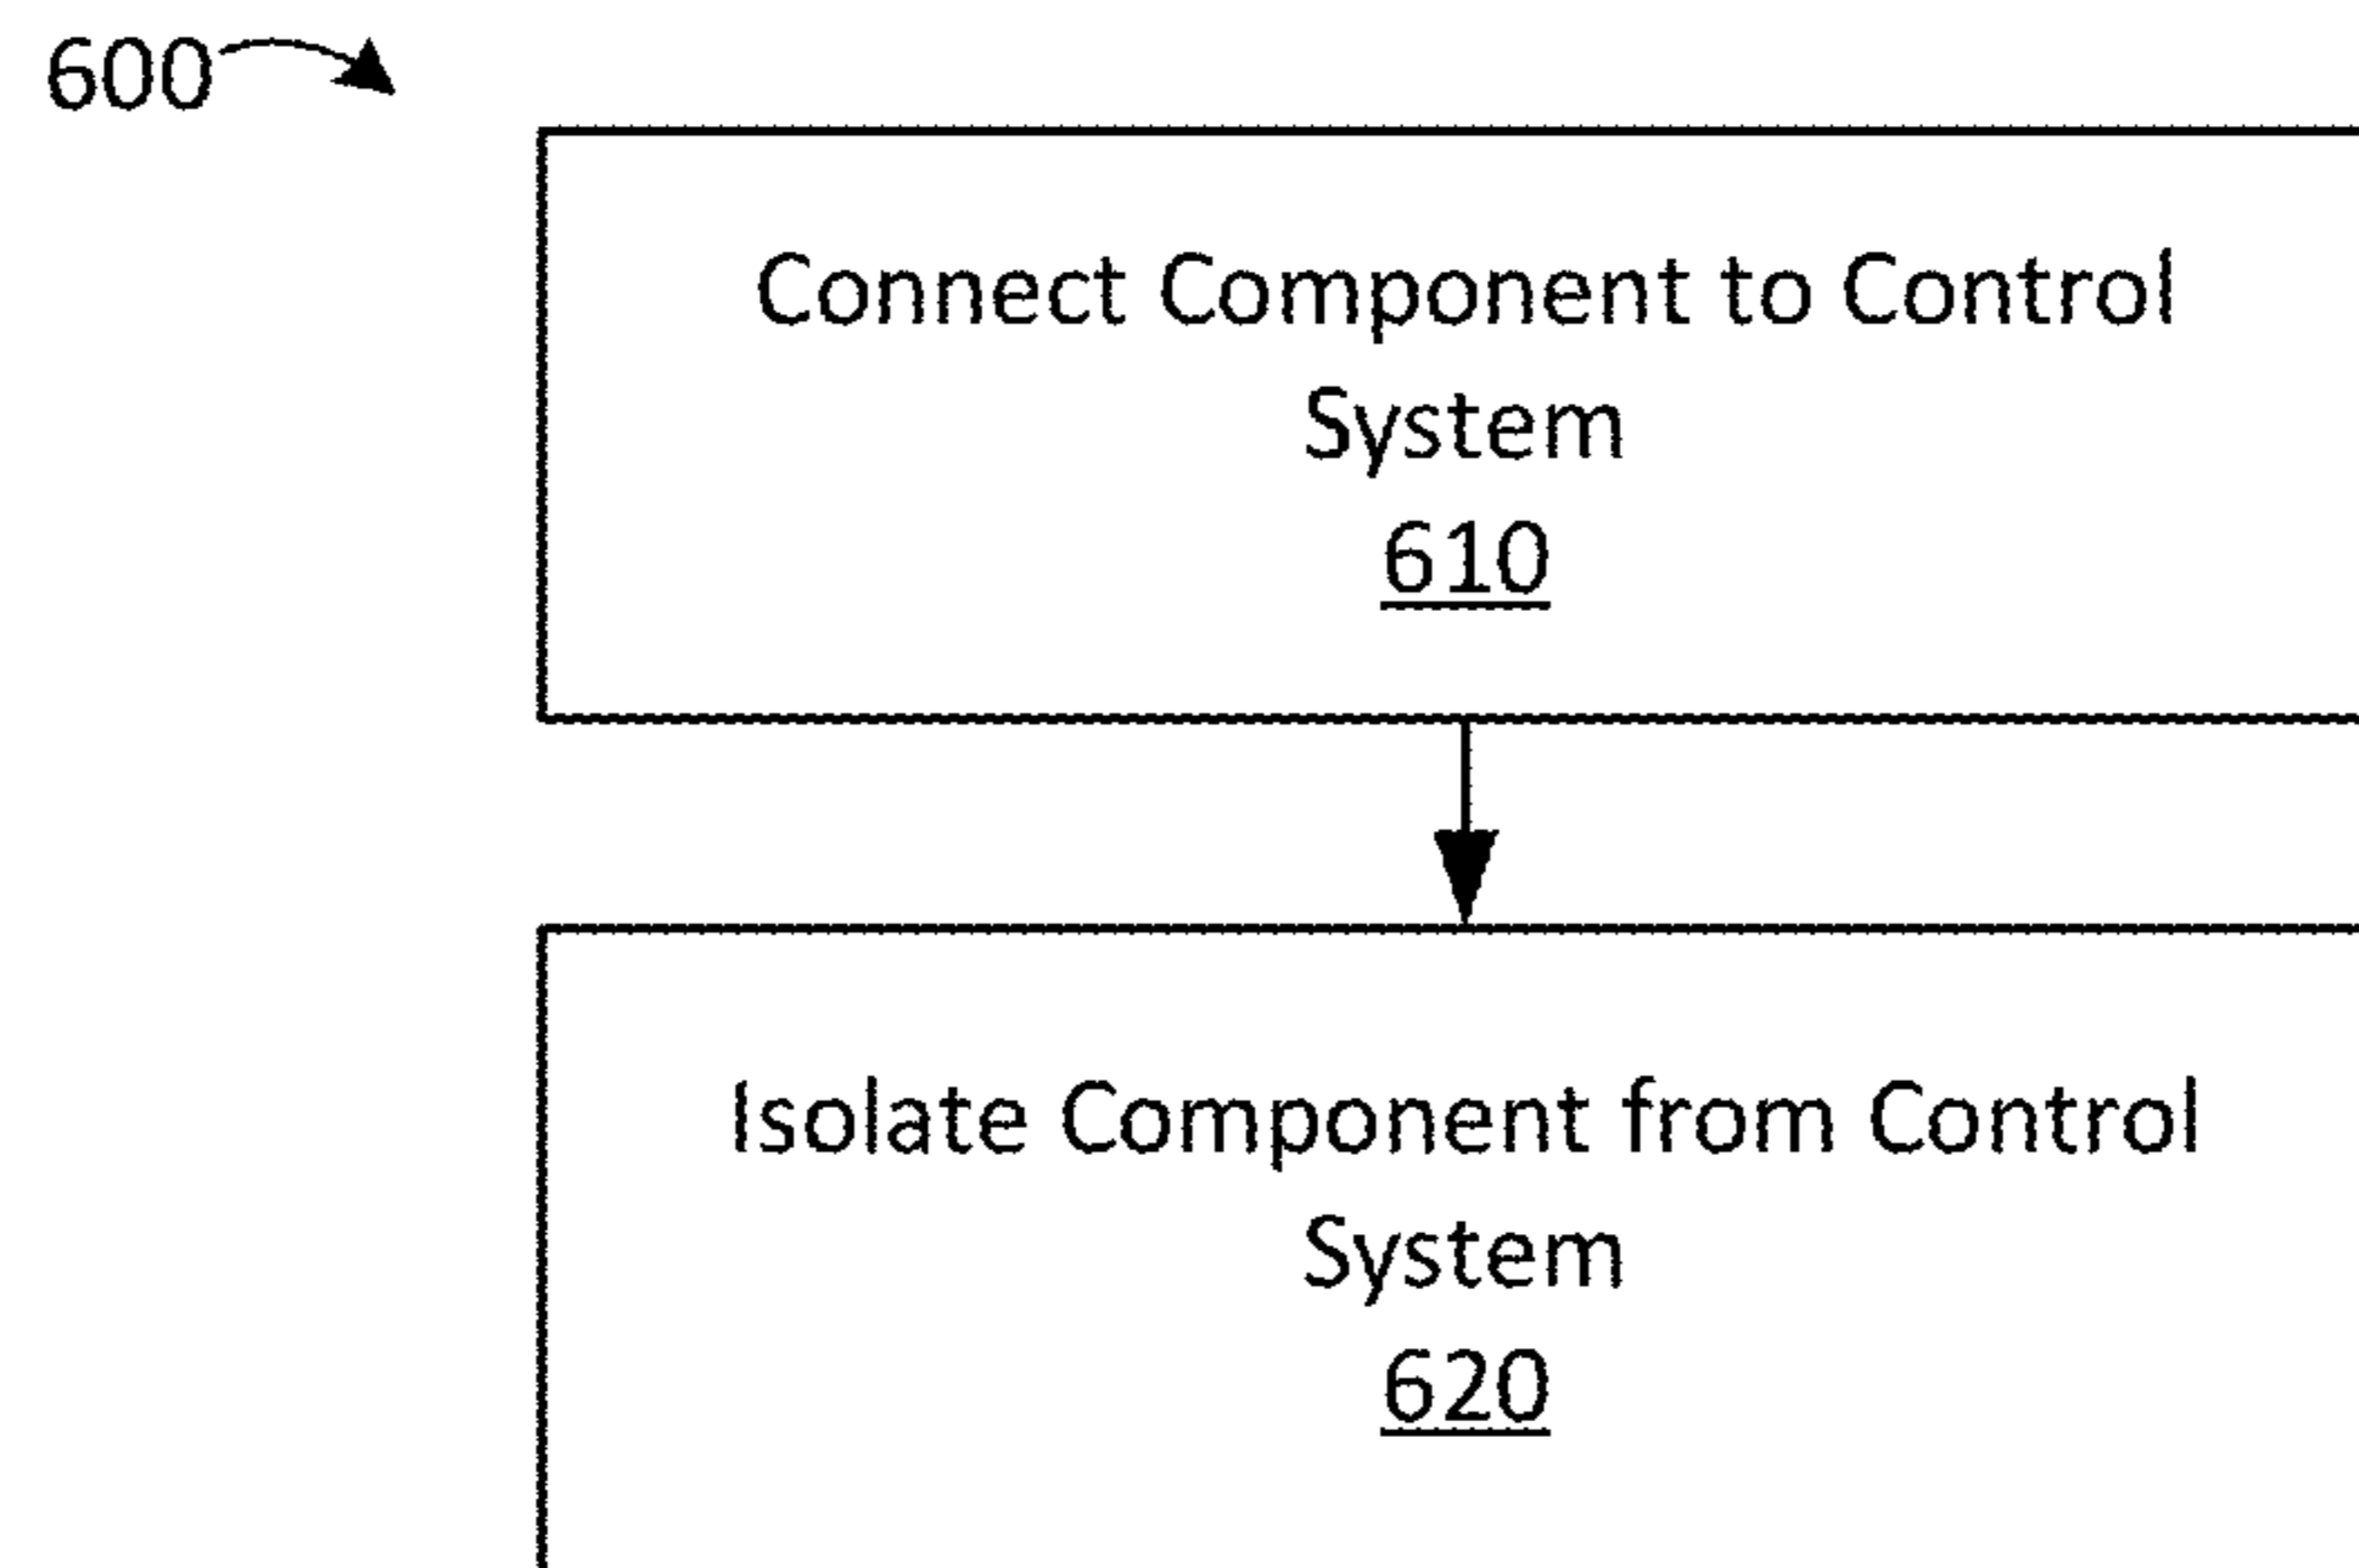 600
Connect Component to Control
System
610
Isolate Component from Control
System
620